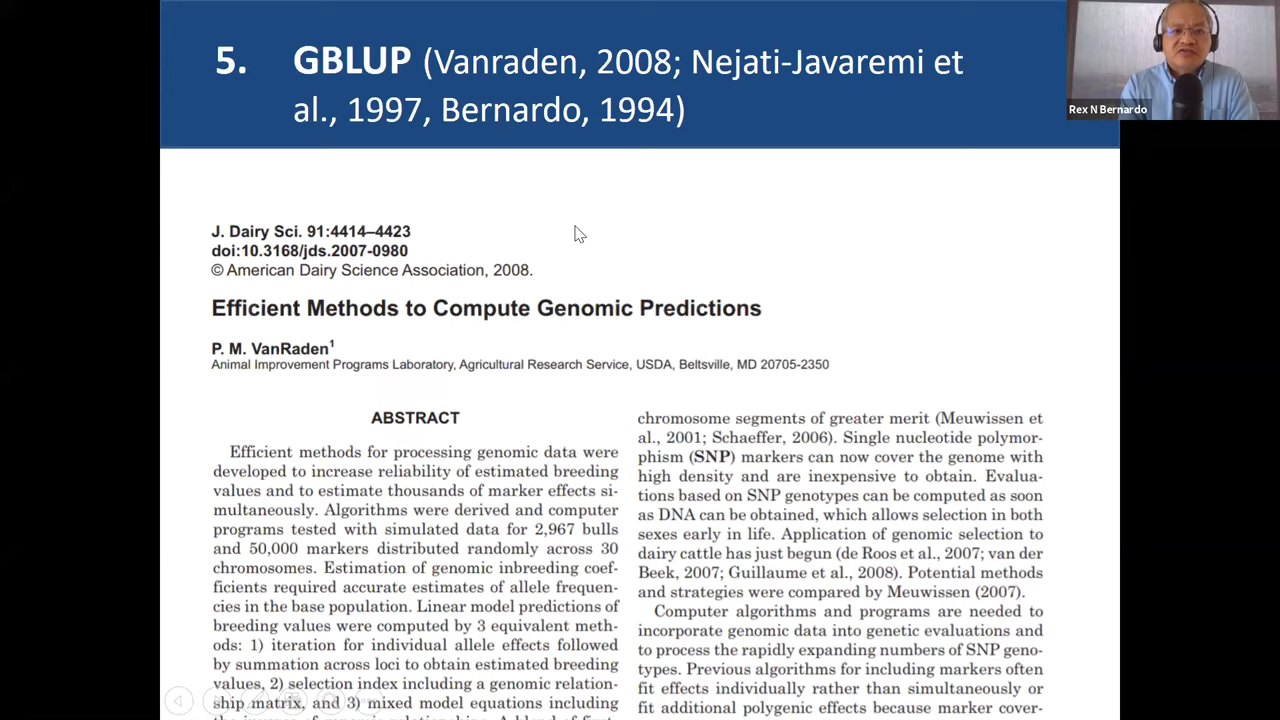 5. GBLUP (Vanraden, 2008; Nejati-Javaremi et
al., 1997, Bernardo, 1994)
Rex N Bernardo
J. Dairy Sci. 91:4414–4423
doi:10.3168/jds.2007-0980
© American Dairy Science Association, 2008.
Efficient Methods to Compute Genomic Predictions
P. M. VanRaden1
Animal Improvement Programs Laboratory, Agricultural Research Service, USDA, Beltsville, MD 20705-2350
ABSTRACT
Efficient methods for processing genomic data were
developed to increase reliability of estimated breeding
values and to estimate thousands of marker effects si-
multaneously. Algorithms were derived and computer
programs tested with simulated data for 2,967 bulls
and 50,000 markers distributed randomly across 30
chromosomes. Estimation of genomic inbreeding coef-
ficients required accurate estimates of allele frequen-
cies in the base population. Linear model predictions of
breeding values were computed by 3 equivalent meth-
ods: 1) iteration for individual allele effects followed
by summation across loci to obtain estimated breeding
values, 2) selection index including a genomic relation-
ship matrix, and 3) mixed model equations including
chromosome segments of greater merit (Meuwissen et
al., 2001; Schaeffer, 2006). Single nucleotide polymor-
phism (SNP) markers can now cover the genome with
high density and are inexpensive to obtain. Evalua-
tions based on SNP genotypes can be computed as soon
as DNA can be obtained, which allows selection in both
sexes early in life. Application of genomic selection to
dairy cattle has just begun (de Roos et al., 2007; van der
Beek, 2007; Guillaume et al., 2008). Potential methods
and strategies were compared by Meuwissen (2007).
Computer algorithms and programs are needed to
incorporate genomic data into genetic evaluations and
to process the rapidly expanding numbers of SNP geno-
types. Previous algorithms for including markers often
fit effects individually rather than simultaneously or
fit additional polygenic effects because marker cover-